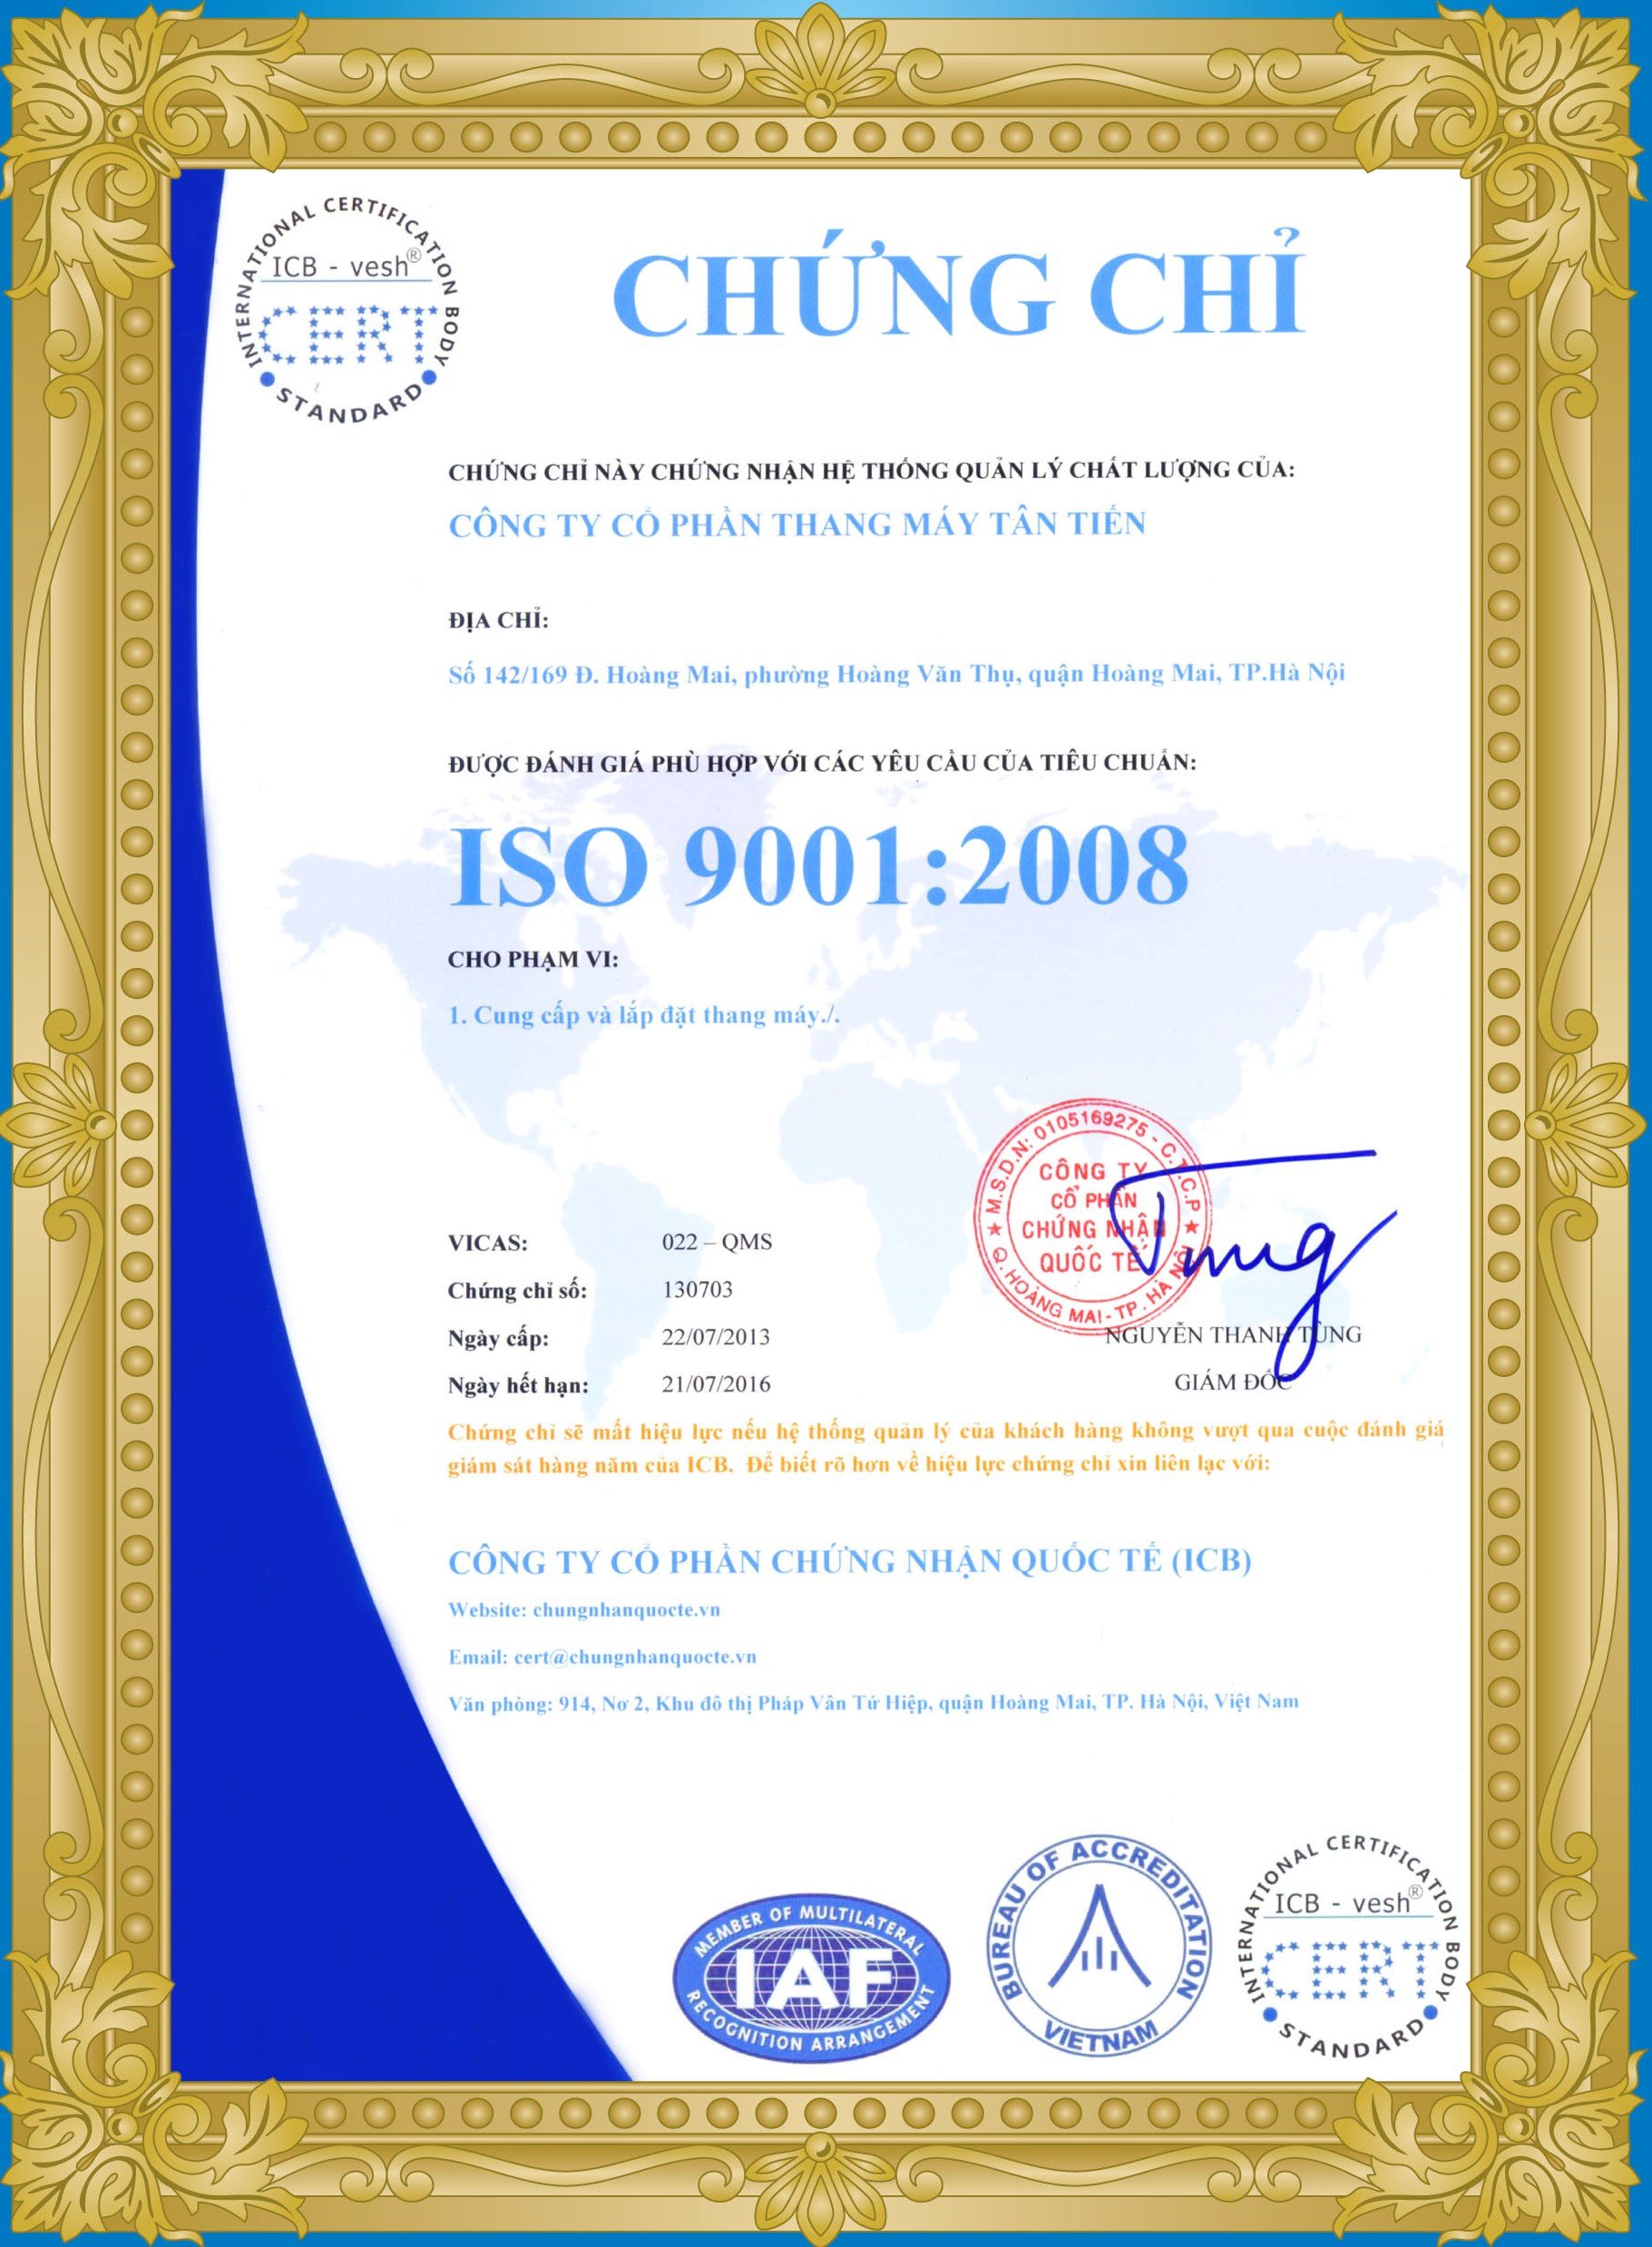 INTERNATIONAL CERTIFICATION BODY
ICB - vesh®
CERT
STANDARD
CHỨNG CHỈ
CHỨNG CHỈ NÀY CHỨNG NHẬN HỆ THỐNG QUẢN LÝ CHẤT LƯỢNG CỦA:
CÔNG TY CỔ PHẦN THANG MÁY TÂN TIẾN
ĐỊA CHỈ:
Số 142/169 Đ. Hoàng Mai, phường Hoàng Văn Thụ, quận Hoàng Mai, TP.Hà Nội
ĐƯỢC ĐÁNH GIÁ PHÙ HỢP VỚI CÁC YÊU CẦU CỦA TIÊU CHUẨN:
ISO 9001:2008
CHO PHẠM VI:
1. Cung cấp và lắp đặt thang máy./.
M.S.D.N: 0105169275 - C.T.C.P
CÔNG TY
CỔ PHẦN
CHỨNG NHẬN
QUỐC TẾ
Q. HOÀNG MAI - TP. HÀ NỘI
Tung
VICAS: 022 – QMS
Chứng chỉ số: 130703
Ngày cấp: 22/07/2013
NGUYỄN THANH TÙNG
Ngày hết hạn: 21/07/2016
GIÁM ĐỐC
Chứng chỉ sẽ mất hiệu lực nếu hệ thống quản lý của khách hàng không vượt qua cuộc đánh giá
giám sát hàng năm của ICB. Để biết rõ hơn về hiệu lực chứng chỉ xin liên lạc với:
CÔNG TY CỔ PHẦN CHỨNG NHẬN QUỐC TẾ (ICB)
Website: chungnhanquocte.vn
Email: cert@chungnhanquocte.vn
Văn phòng: 914, Nơ 2, Khu đô thị Pháp Vân Tứ Hiệp, quận Hoàng Mai, TP. Hà Nội, Việt Nam
MEMBER OF MULTILATERAL
IAF
RECOGNITION ARRANGEMENT
BUREAU OF ACCREDITATION
VIETNAM
INTERNATIONAL CERTIFICATION BODY
ICB - vesh®
CERT
STANDARD